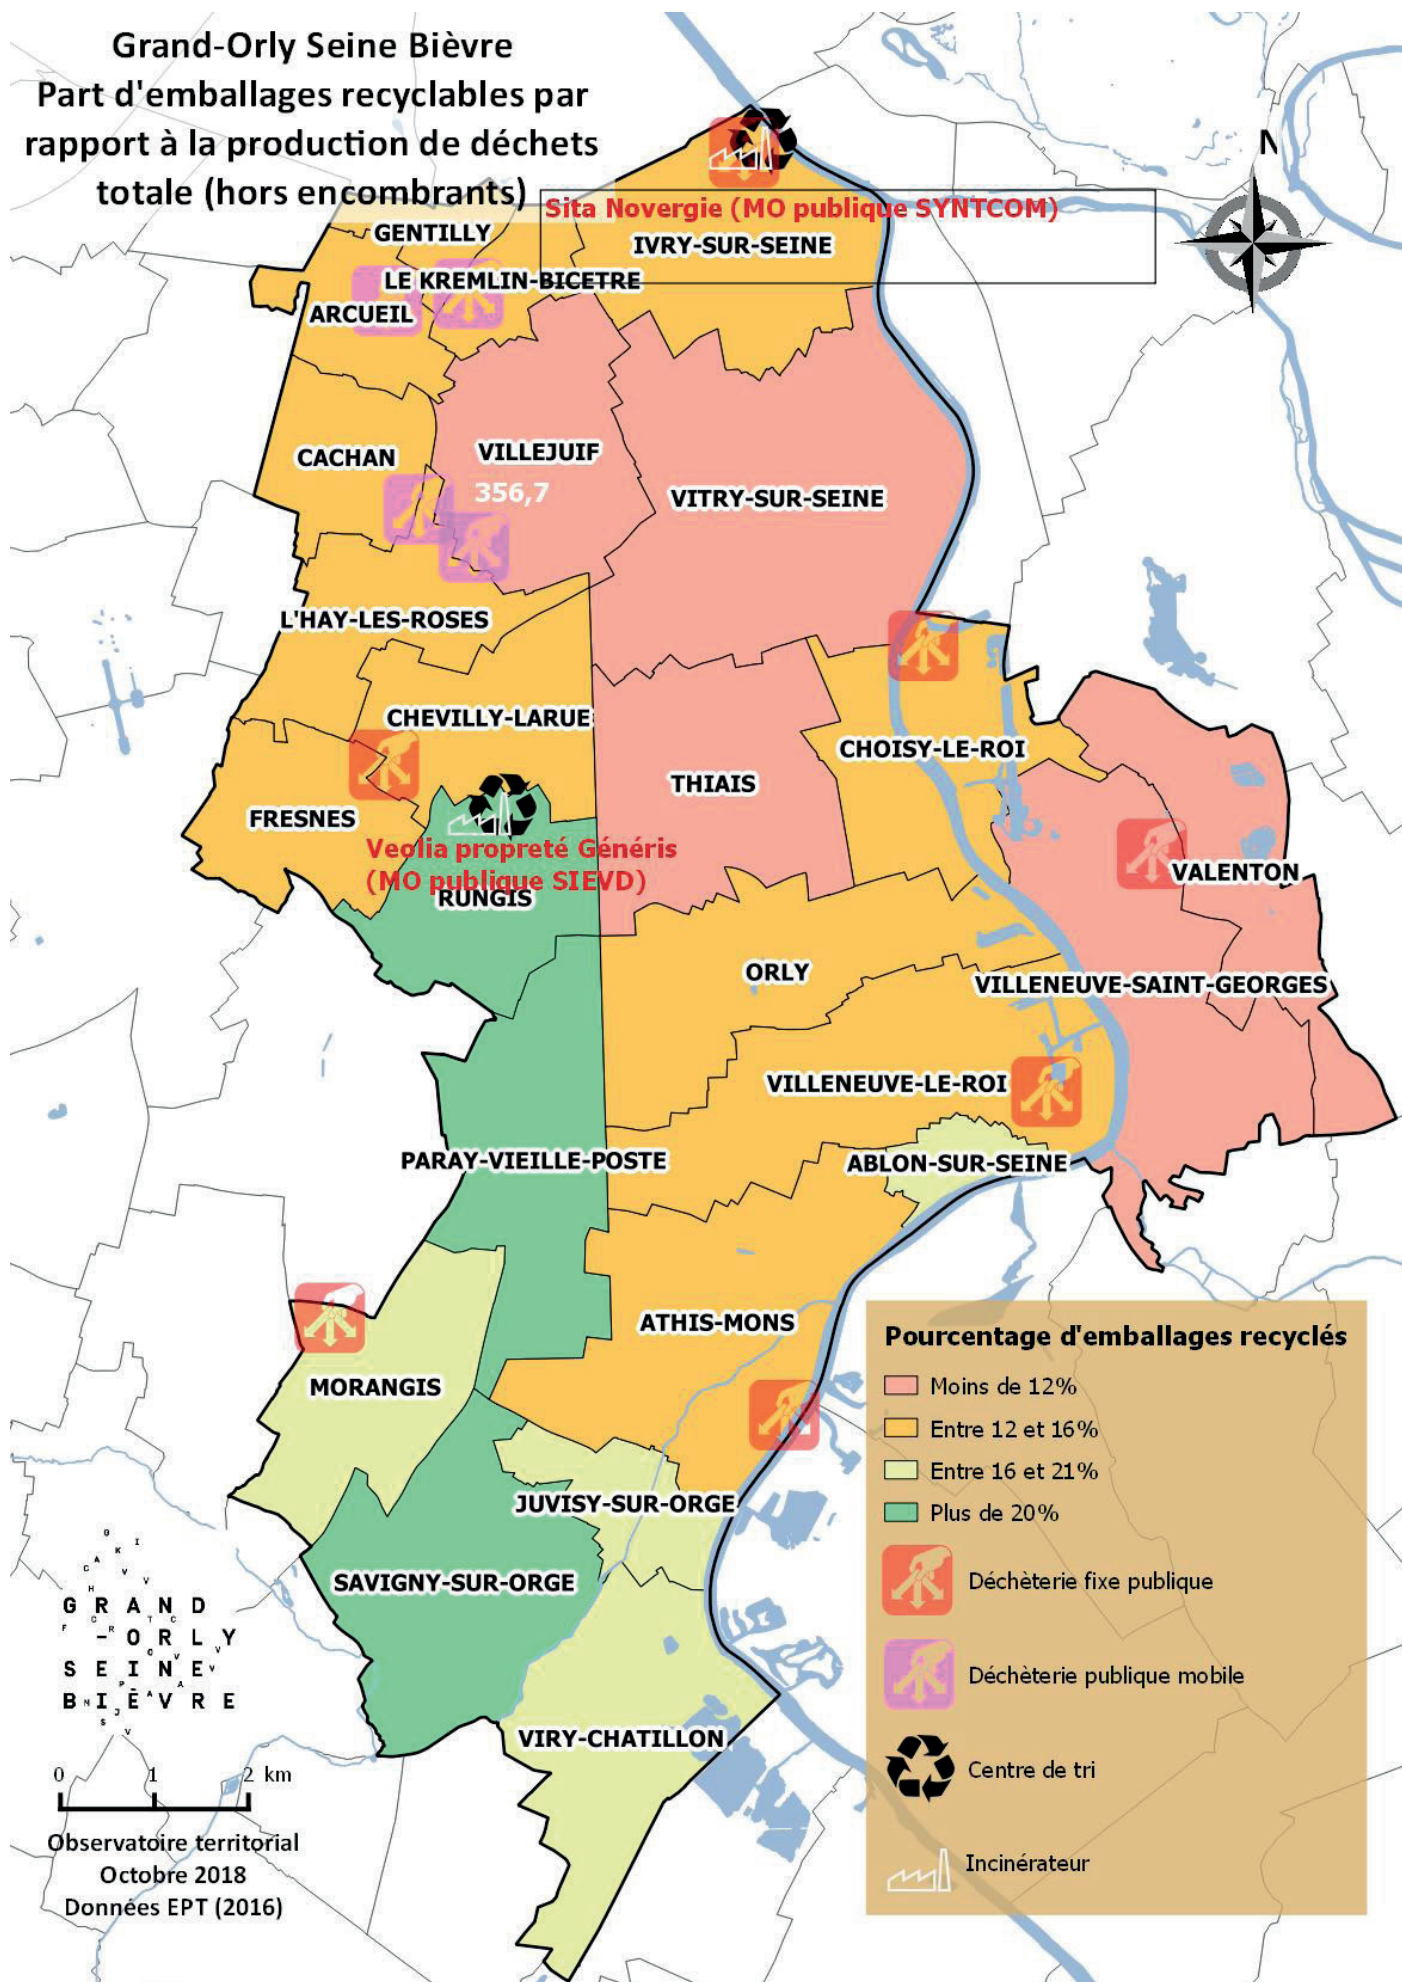 Grand-Orly Seine Bièvre
Part d'emballages recyclables par
rapport à la production de déchets
totale (hors encombrants)
N
Sita Novergie (MO publique SYNTCOM)
GENTILLY
IVRY-SUR-SEINE
LE KREMLIN-BICETRE
ARCUEIL
CACHAN
VILLEJUIF
356,7
VITRY-SUR-SEINE
L'HAY-LES-ROSES
CHEVILLY-LARUE
CHOISY-LE-ROI
THIAIS
FRESNES
Veolia propreté Généris
(MO publique SIEVD)
RUNGIS
VALENTON
ORLY
VILLENEUVE-SAINT-GEORGES
VILLENEUVE-LE-ROI
PARAY-VIEILLE-POSTE
ABLON-SUR-SEINE
ATHIS-MONS
MORANGIS
JUVISY-SUR-ORGE
SAVIGNY-SUR-ORGE
VIRY-CHATILLON
Pourcentage d'emballages recyclés
Moins de 12%
Entre 12 et 16%
Entre 16 et 21%
Plus de 20%
Déchèterie fixe publique
Déchèterie publique mobile
Centre de tri
Incinérateur
GRAND
-ORLY
SEINE
BIÈVRE
0 1 2 km
Observatoire territorial
Octobre 2018
Données EPT (2016)